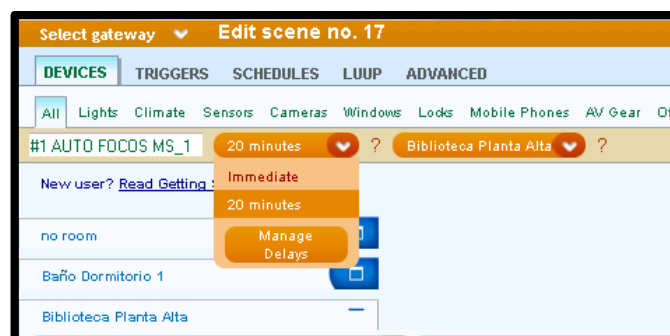 Select gateway Edit scene no. 17
DEVICES TRIGGERS SCHEDULES LUUP ADVANCED
All Lights Climate Sensors Cameras Windows Locks Mobile Phones AV Gear
#1 AUTO FOCOS MS_1 20 minutes ? Biblioteca Planta Alta ?
New user? Read Getting
Immediate
20 minutes
no room
Manage
Delays
Baño Dormitorio 1
Biblioteca Planta Alta